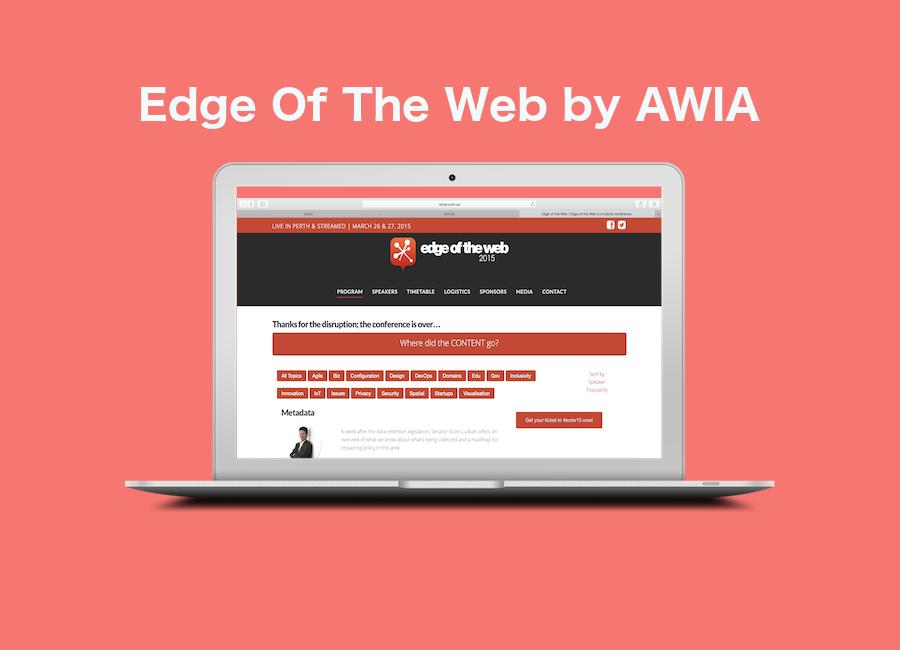 Edge Of The Web by AWIA
aiche.com.au
Gmail
GitHub
Edge of the Web | Edge of the Web is a hybrid conference
LIVE IN PERTH & STREAMED | MARCH 26 & 27, 2015
edge of the web
2015
PROGRAM SPEAKERS TIMETABLE LOGISTICS SPONSORS MEDIA CONTACT
Thanks for the disruption; the conference is over…
Where did the CONTENT go?
All Topics Agile Biz Configuration Design DevOps Domains Edu Gov Inclusivity
Sort by
Speaker
Popularity
Innovation IoT Issues Privacy Security Spatial Startups Visualisation
Metadata
Get your ticket to #eotw15 now!
A week after the data retention legislation, Senator Scott Ludlum offers an
overview of what we know about what's being collected and a roadmap for
impacting policy in this area